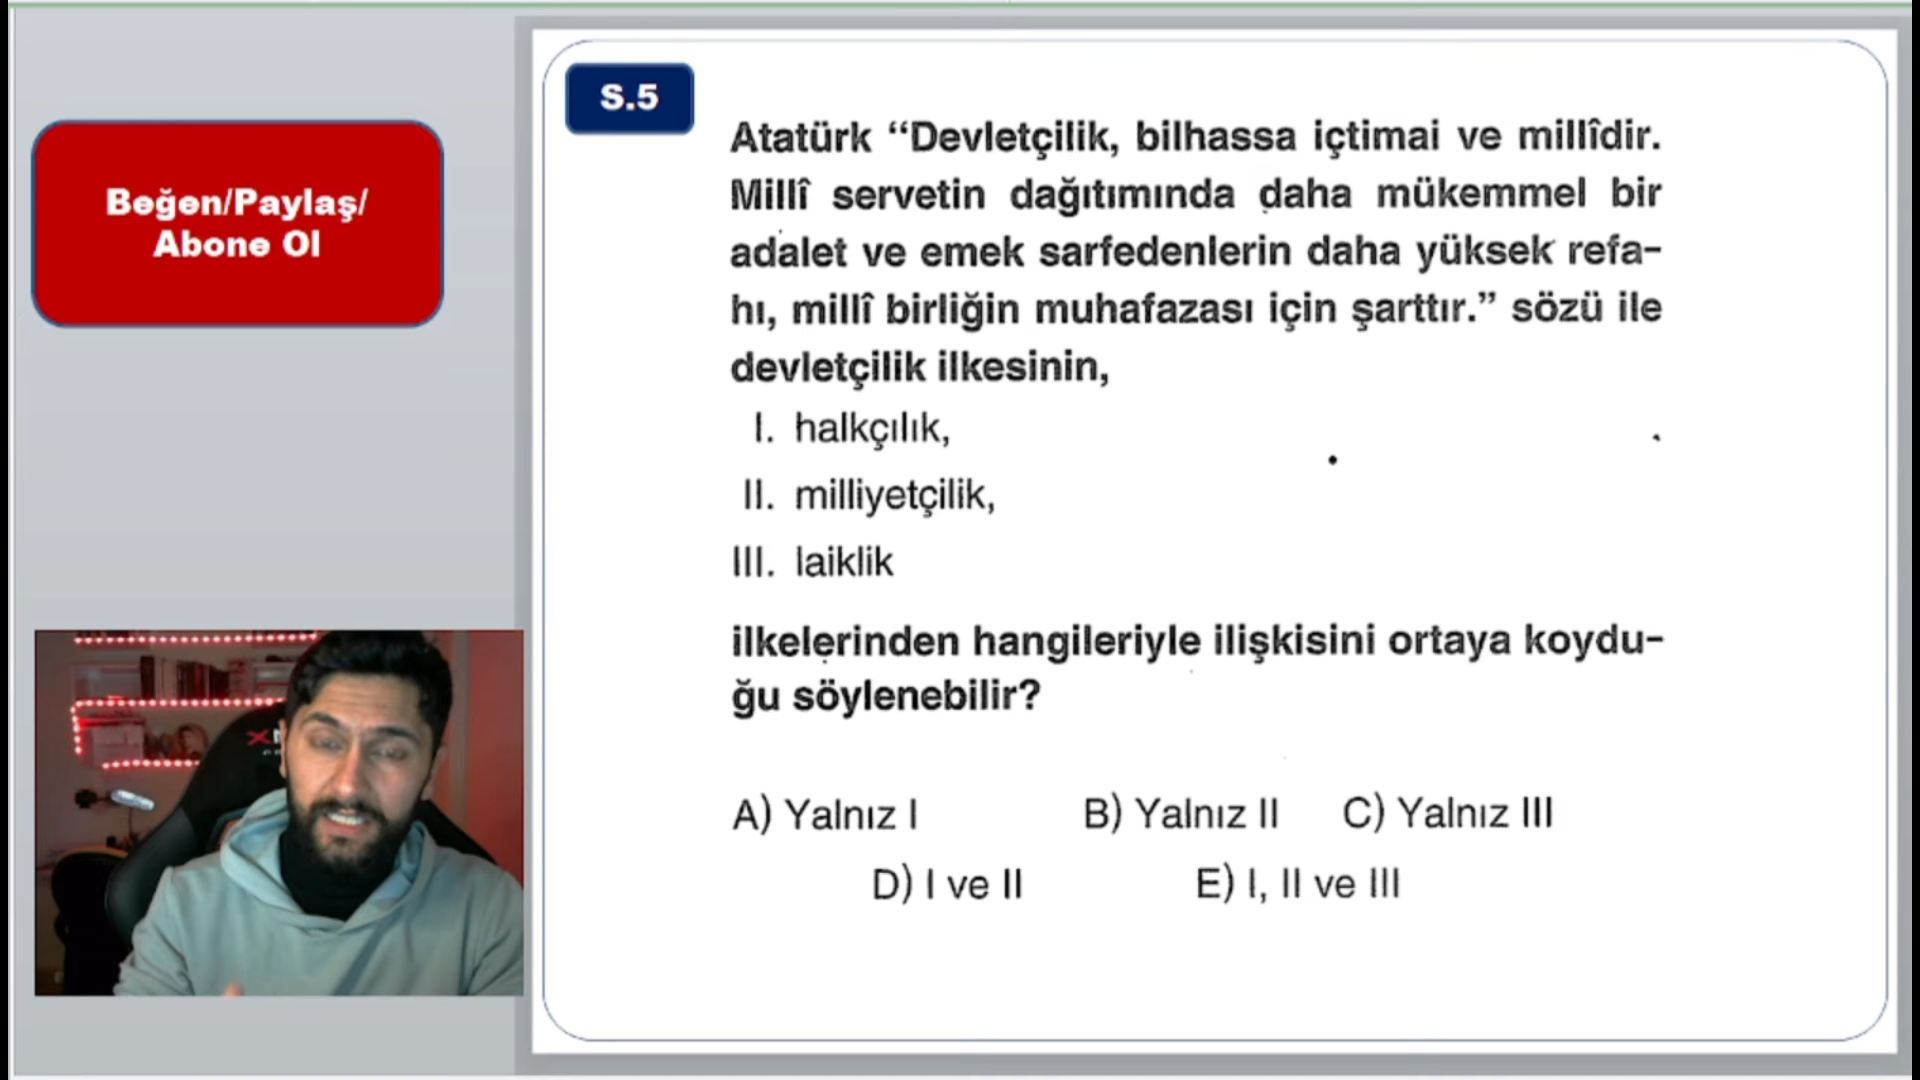 S.5
Beğen/Paylaş/
Abone Ol
Atatürk “Devletçilik, bilhassa içtimai ve millîdir.
Millî servetin dağıtımında daha mükemmel bir
adalet ve emek sarfedenlerin daha yüksek refa-
hı, millî birliğin muhafazası için şarttır.” sözü ile
devletçilik ilkesinin,
I. halkçılık,
II. milliyetçilik,
III. laiklik
ilkelerinden hangileriyle ilişkisini ortaya koydu-
ğu söylenebilir?
A) Yalnız I B) Yalnız II C) Yalnız III
D) I ve II E) I, II ve III